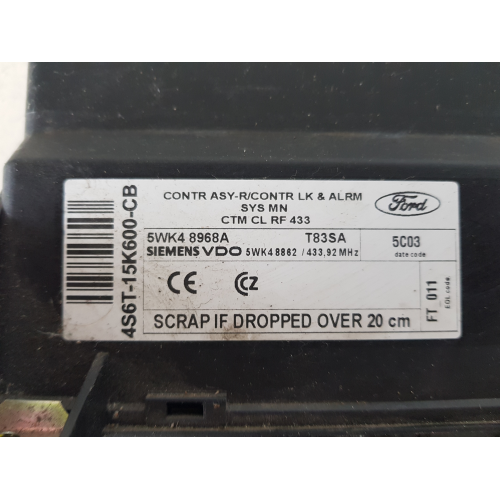 4S6T-15K600-CB
CONTR ASY-R/CONTR LK & ALRM
SYS MN
CTM CL RF 433
Ford
5WK4 8968A T83SA
SIEMENS VDO 5WK4 8862 / 433,92 MHz
5C03
date code
CE CZ
FT 011
EOL code
SCRAP IF DROPPED OVER 20 cm